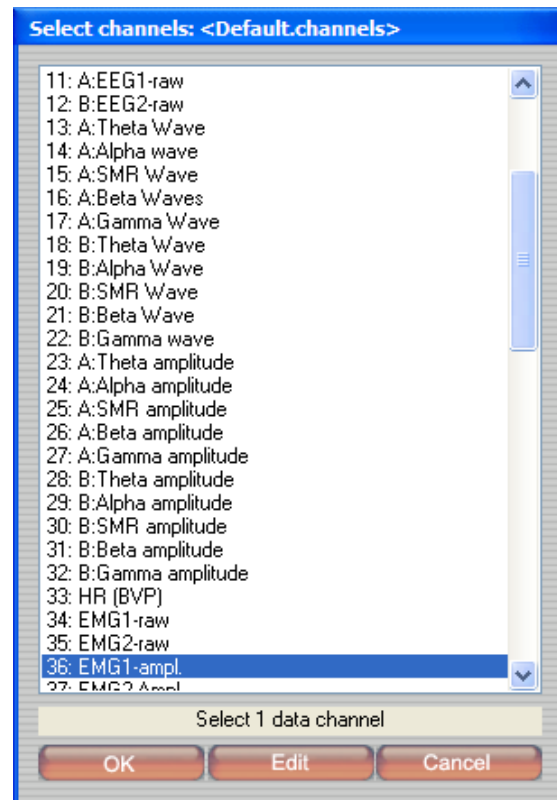 Select channels: <Default.channels>
11: A:EEG1-raw
12: B:EEG2-raw
13: A:Theta Wave
14: A:Alpha wave
15: A:SMR Wave
16: A:Beta Waves
17: A:Gamma Wave
18: B:Theta Wave
19: B:Alpha Wave
20: B:SMR Wave
21: B:Beta Wave
22: B:Gamma wave
23: A:Theta amplitude
24: A:Alpha amplitude
25: A:SMR amplitude
26: A:Beta amplitude
27: A:Gamma amplitude
28: B:Theta amplitude
29: B:Alpha amplitude
30: B:SMR amplitude
31: B:Beta amplitude
32: B:Gamma amplitude
33: HR (BVP)
34: EMG1-raw
35: EMG2-raw
36: EMG1-ampl.
37: EMG2-Ampl
Select 1 data channel
OK Edit Cancel